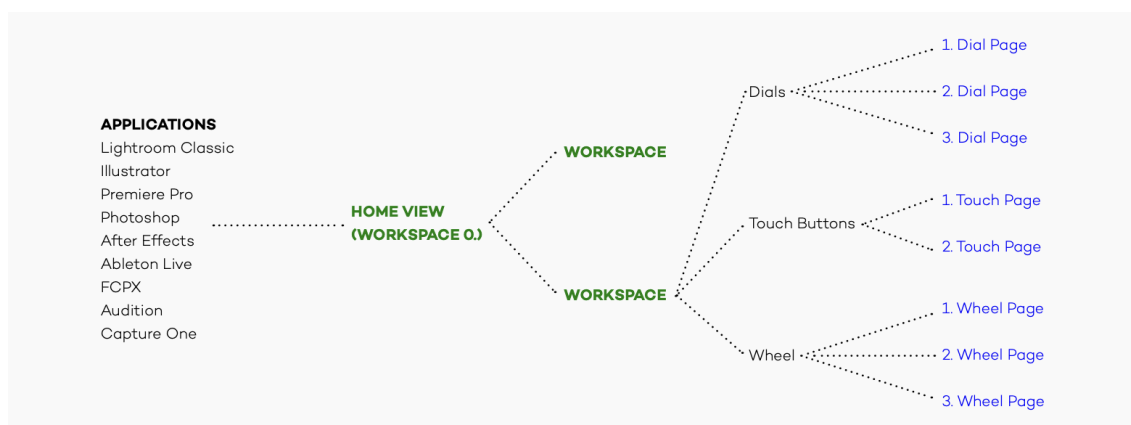 APPLICATIONS
Lightroom Classic
Illustrator
Premiere Pro
Photoshop
After Effects
Ableton Live
FCPX
Audition
Capture One
HOME VIEW
(WORKSPACE 0.)
WORKSPACE
WORKSPACE
Dials
1. Dial Page
2. Dial Page
3. Dial Page
Touch Buttons
1. Touch Page
2. Touch Page
Wheel
1. Wheel Page
2. Wheel Page
3. Wheel Page